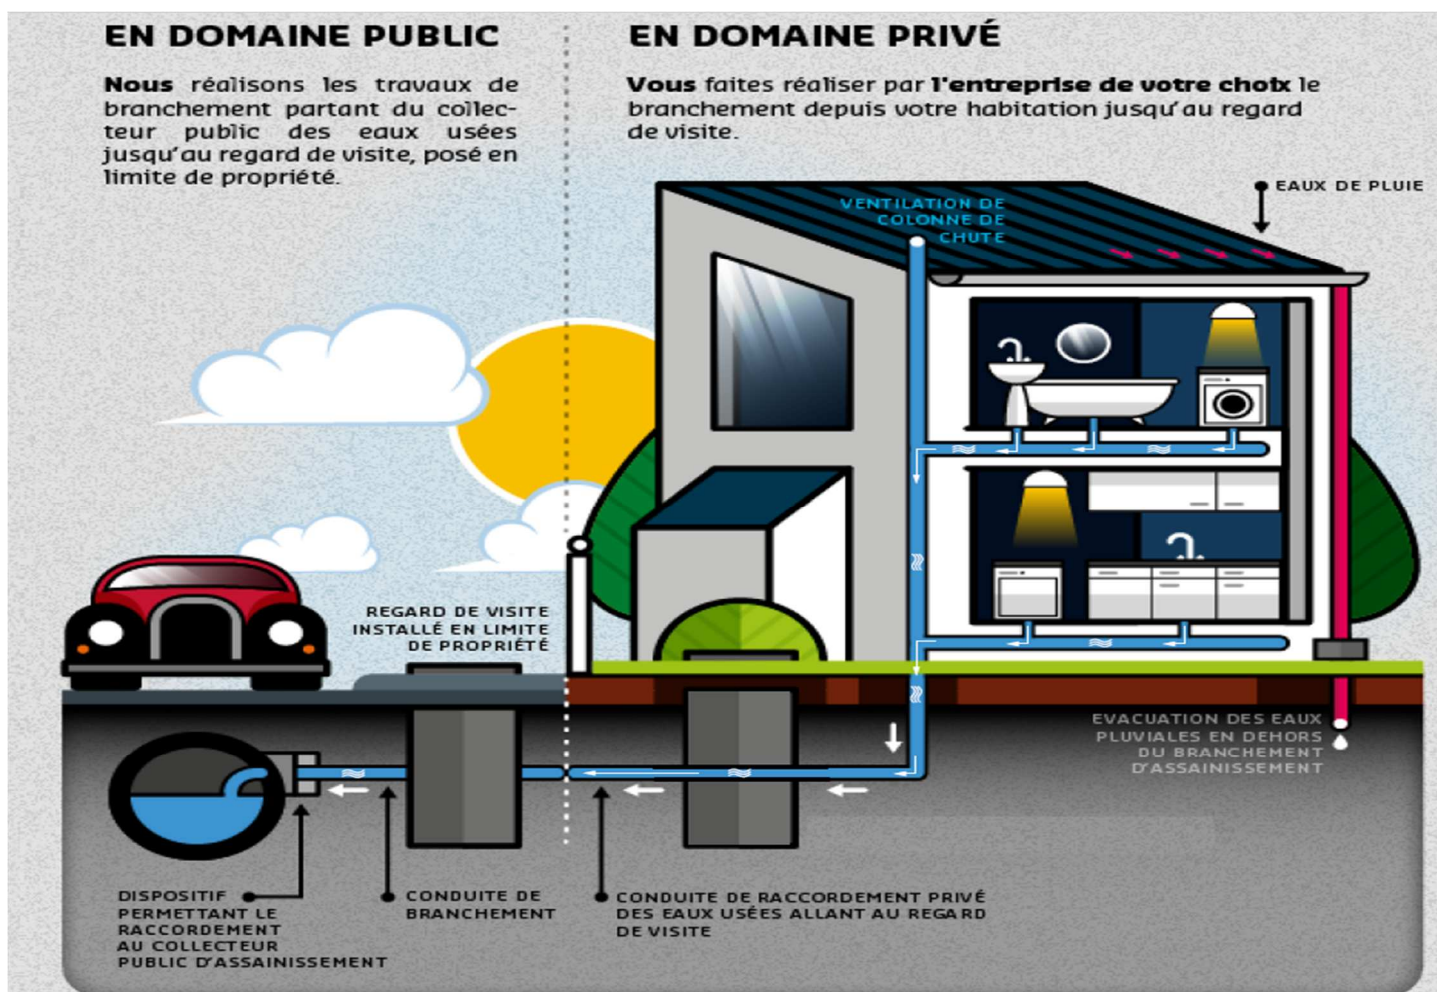 EN DOMAINE PUBLIC
Nous réalisons les travaux de
branchement partant du collec-
teur public des eaux usées
jusqu'au regard de visite, posé en
limite de propriété.
EN DOMAINE PRIVÉ
Vous faites réaliser par l'entreprise de votre choix le
branchement depuis votre habitation jusqu'au regard
de visite.
EAUX DE PLUIE
VENTILATION DE
COLONNE DE
CHUTE
REGARD DE VISITE
INSTALLÉ EN LIMITE
DE PROPRIÉTÉ
EVACUATION DES EAUX
PLUVIALES EN DEHORS
DU BRANCHEMENT
D'ASSAINISSEMENT
DISPOSITIF
PERMETTANT LE
RACCORDEMENT
AU COLLECTEUR
PUBLIC D'ASSAINISSEMENT
CONDUITE DE
BRANCHEMENT
CONDUITE DE RACCORDEMENT PRIVÉ
DES EAUX USÉES ALLANT AU REGARD
DE VISITE